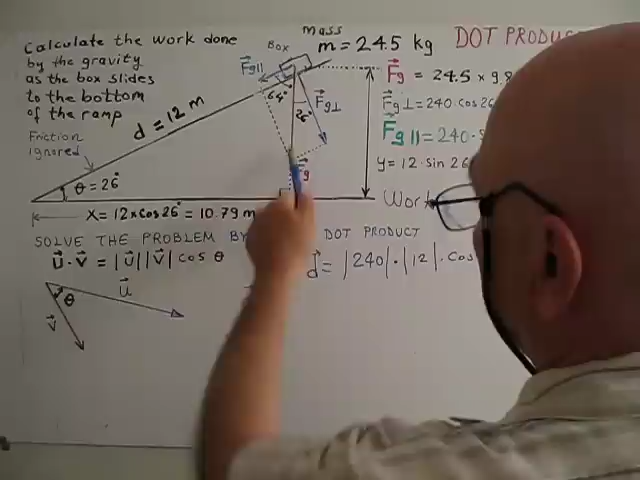 Calculate the work done
by the gravity
as the box slides
to the bottom
of the ramp
Friction
ignored
d = 12 m
θ = 26°
Box
mass
m = 24.5 kg
DOT PRODUC
Fg||
64°
26°
Fg⊥
Fg
Fg = 24.5 x 9.8
Fg⊥ = 240 cos 26
Fg|| = 240 · s
y = 12 · sin 26
Work
X = 12 x cos 26° = 10.79 m
SOLVE THE PROBLEM BY
DOT PRODUCT
U · V = |U| |V| cos θ
d = |240| · |12| · cos
θ
U
V